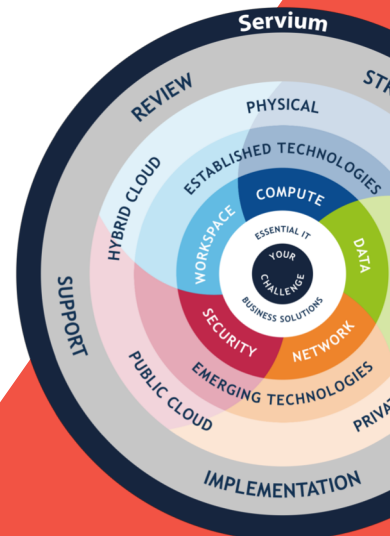 Servium
REVIEW
PHYSICAL
HYBRID CLOUD
ESTABLISHED TECHNOLOGIES
COMPUTE
WORKSPACE
DATA
ESSENTIAL IT
YOUR
CHALLENGE
BUSINESS SOLUTIONS
SECURITY
NETWORK
SUPPORT
EMERGING TECHNOLOGIES
PUBLIC CLOUD
IMPLEMENTATION